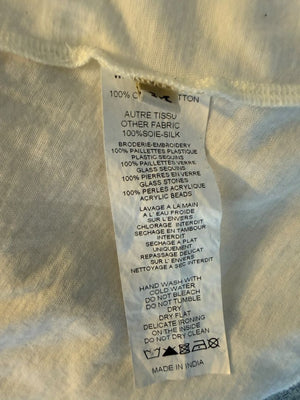 100% C TTON
AUTRE TISSU
OTHER FABRIC
100%SOIE-SILK
BRODERIE-EMBROIDERY
100% PAILLETTES PLASTIQUE
PLASTIC SEQUINS
100% PAILLETTES EN VERRE
GLASS SEQUINS
100% PIERRES EN VERRE
GLASS STONES
100% PERLES ACRYLIQUE
ACRYLIC BEADS
LAVAGE A LA MAIN
A L' EAU FROIDE
SUR L' ENVERS
CHLORAGE INTERDIT
SECHAGE EN TAMBOUR
INTERDIT
SECHAGE A PLAT
UNIQUEMENT
REPASSAGE DELICAT
SUR L' ENVERS
NETTOYAGE A SEC INTERDIT
HAND WASH WITH
COLD WATER
DO NOT BLEACH
DO NOT TUMBLE
DRY
DRY FLAT
DELICATE IRONING
ON THE INSIDE
DO NOT DRY CLEAN
MADE IN INDIA